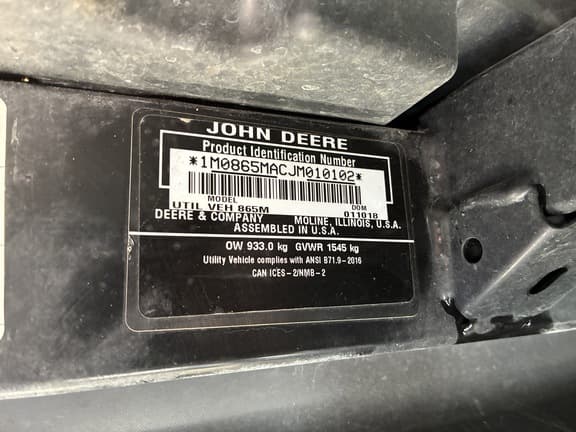 JOHN DEERE
Product Identification Number
*1M0865MACJM010102*
MODEL DOM
UTIL VEH 865M 011018
DEERE & COMPANY MOLINE, ILLINOIS, U.S.A.
ASSEMBLED IN U.S.A.
OW 933.0 kg GVWR 1545 kg
Utility Vehicle complies with ANSI B71.9-2016
CAN ICES-2/NMB-2